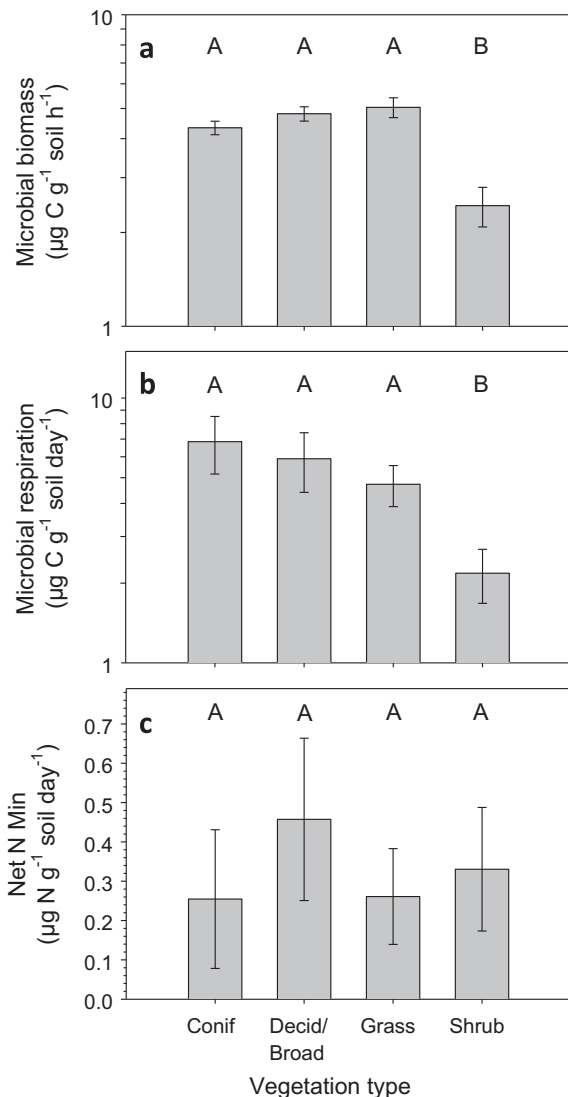 10
a A A A B
Microbial biomass
(µg C g⁻¹ soil h⁻¹)
1
b A A A B
10
Microbial respiration
(µg C g⁻¹ soil day⁻¹)
1
c A A A A
0.7
0.6
0.5
0.4
0.3
0.2
0.1
0.0
Net N Min
(µg N g⁻¹ soil day⁻¹)
Conif Decid/ Grass Shrub
Broad
Vegetation type